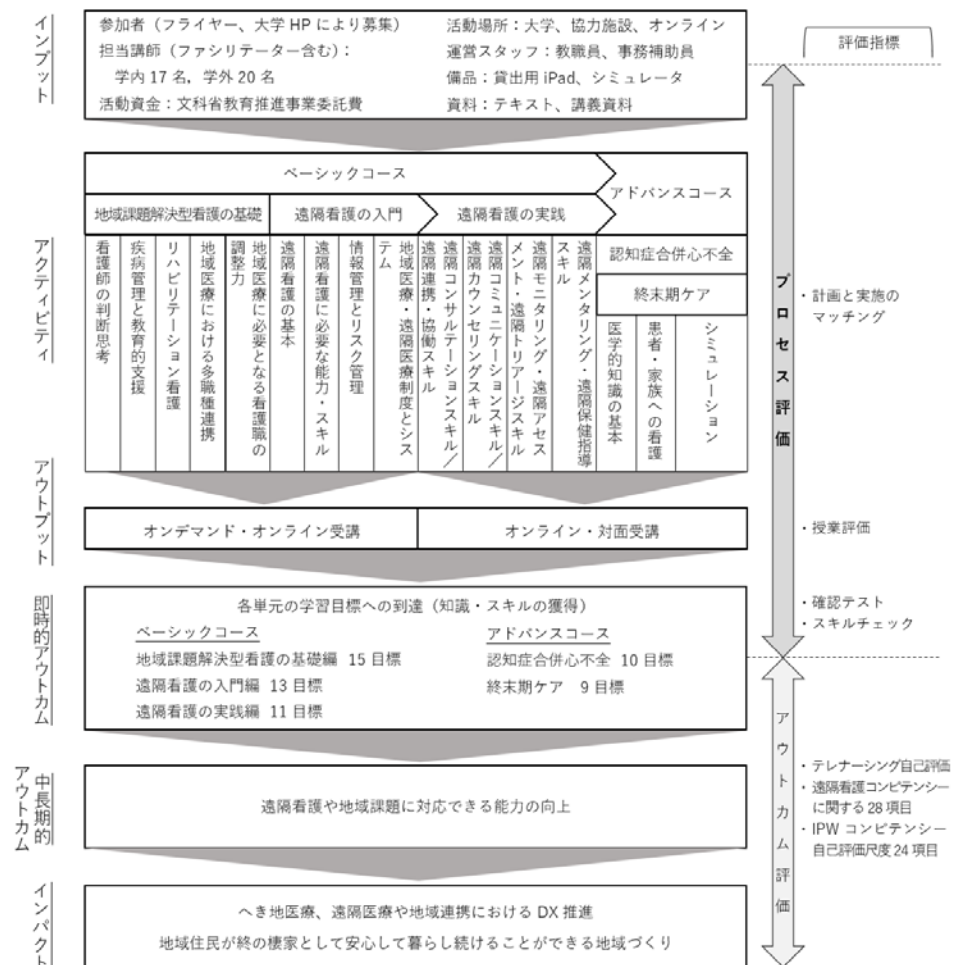 インプット
参加者（フライヤー、大学 HP により募集）
担当講師（ファシリテーター含む）：
学内 17 名，学外 20 名
活動資金：文科省教育推進事業委託費
活動場所：大学、協力施設、オンライン
運営スタッフ：教職員、事務補助員
備品：貸出用 iPad、シミュレータ
資料：テキスト、講義資料
評価指標
アクティビティ
ベーシックコース
アドバンスコース
地域課題解決型看護の基礎
遠隔看護の入門
遠隔看護の実践
看護師の判断思考
疾病管理と教育的支援
リハビリテーション看護
地域医療における多職種連携
地域医療に必要となる看護職の
調整力
遠隔看護の基本
遠隔看護に必要な能力・スキル
情報管理とリスク管理
地域医療・遠隔医療制度とシス
テム
遠隔連携・協働スキル
遠隔コンサルテーションスキル／
遠隔カウンセリングスキル
遠隔コミュニケーションスキル／
メント・遠隔トリアージスキル
遠隔モニタリング・遠隔アセス
スキル
遠隔メンタリング・遠隔保健指導
認知症合併心不全
終末期ケア
医学的知識の基本
患者・家族への看護
シミュレーション
プロセス評価
・計画と実施の
マッチング
アウトプット
オンデマンド・オンライン受講
オンライン・対面受講
・授業評価
即時的アウトカム
各単元の学習目標への到達（知識・スキルの獲得）
ベーシックコース
地域課題解決型看護の基礎編 15 目標
遠隔看護の入門編 13 目標
遠隔看護の実践編 11 目標
アドバンスコース
認知症合併心不全 10 目標
終末期ケア 9 目標
・確認テスト
・スキルチェック
中長期的
アウトカム
遠隔看護や地域課題に対応できる能力の向上
アウトカム評価
・テレナーシング自己評価
・遠隔看護コンピテンシー
に関する 28 項目
・IPW コンピテンシー
自己評価尺度 24 項目
インパクト
へき地医療、遠隔医療や地域連携における DX 推進
地域住民が終の棲家として安心して暮らし続けることができる地域づくり